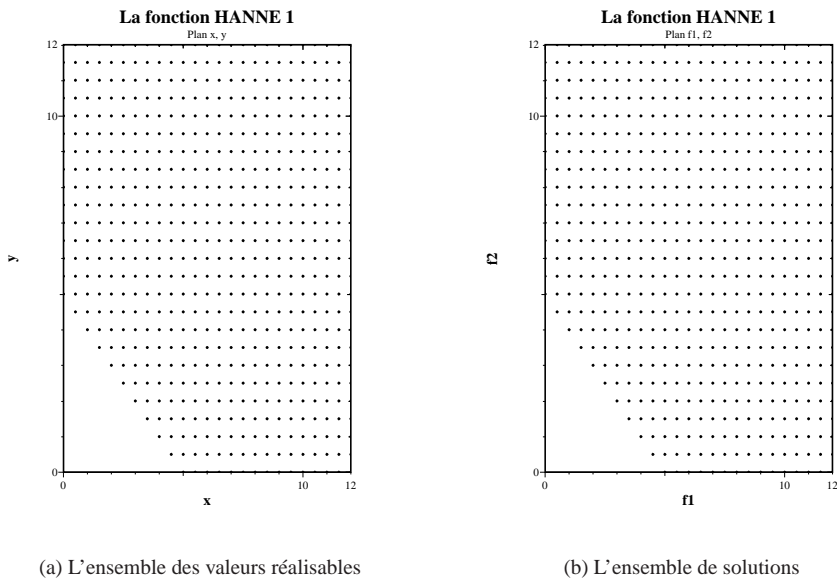 La fonction HANNE 1
Plan x, y
12
10
y
0
0
10
12
x
(a) L'ensemble des valeurs réalisables
La fonction HANNE 1
Plan f1, f2
12
10
f2
0
0
10
12
f1
(b) L'ensemble de solutions